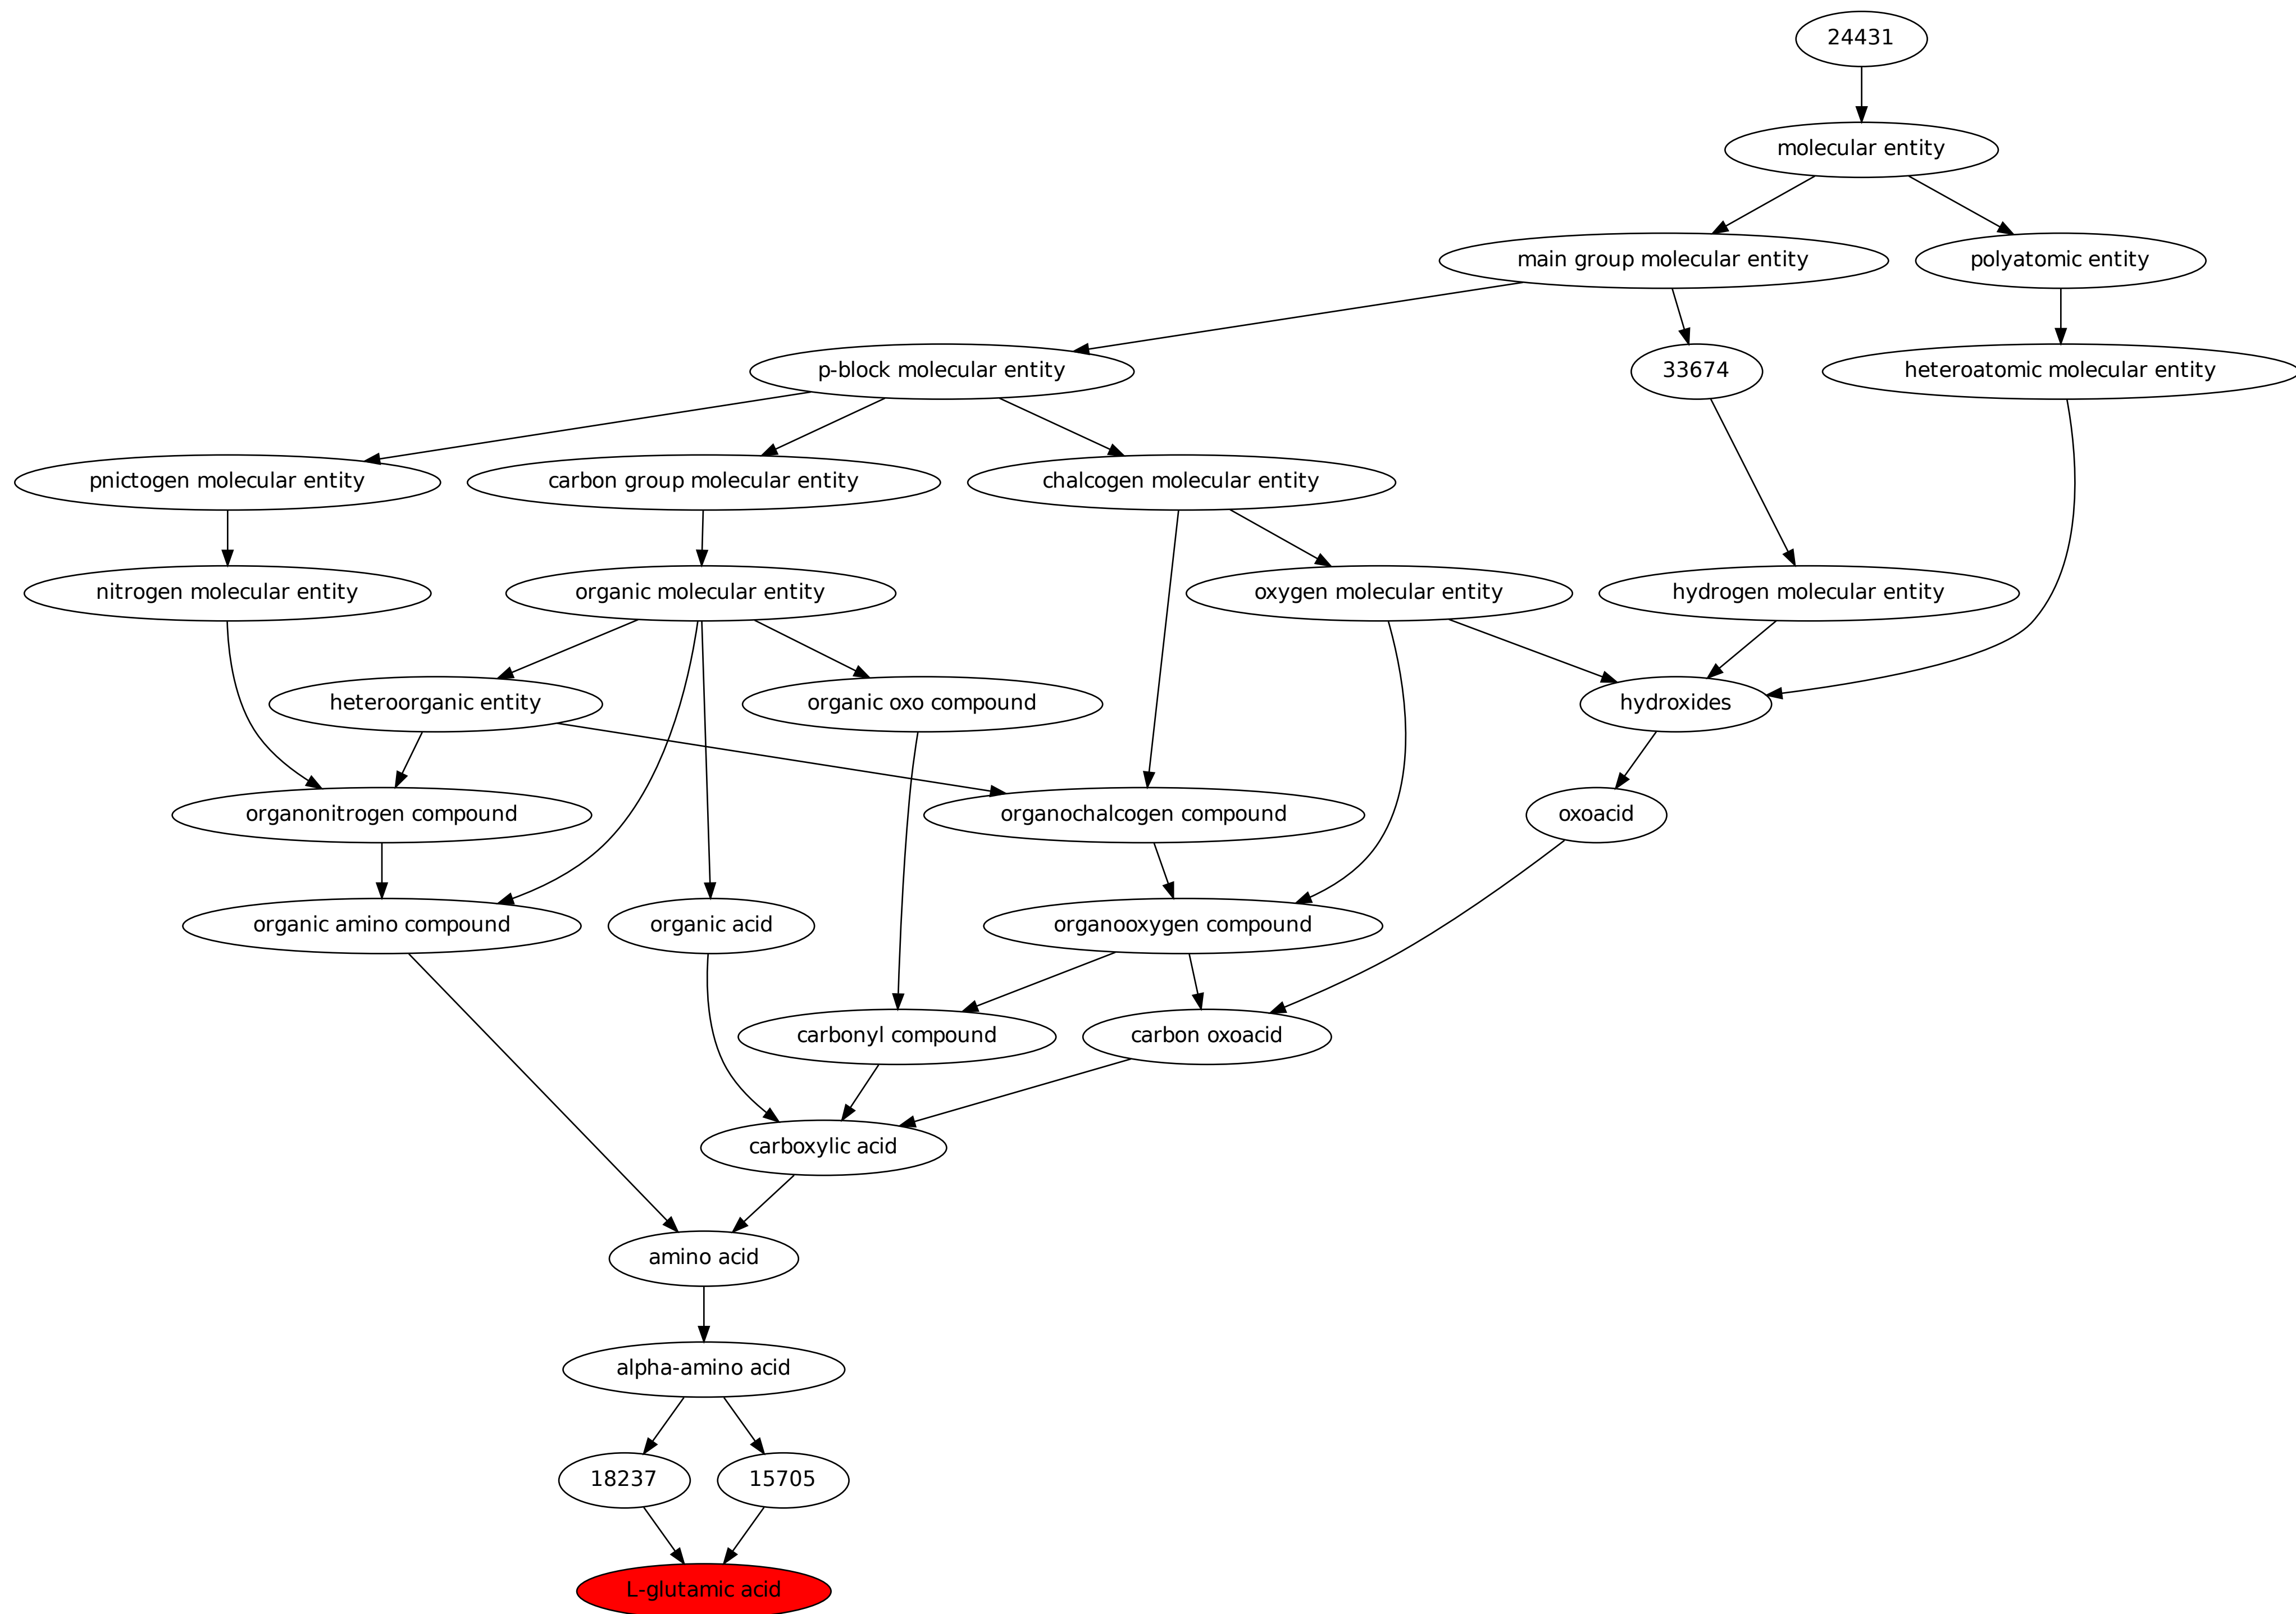 24431
molecular entity
main group molecular entity
polyatomic entity
p-block molecular entity
33674
heteroatomic molecular entity
pnictogen molecular entity
carbon group molecular entity
chalcogen molecular entity
nitrogen molecular entity
organic molecular entity
oxygen molecular entity
hydrogen molecular entity
heteroorganic entity
organic oxo compound
hydroxides
organonitrogen compound
organochalcogen compound
oxoacid
organic amino compound
organic acid
organooxygen compound
carbonyl compound
carbon oxoacid
carboxylic acid
amino acid
alpha-amino acid
18237
15705
L-glutamic acid